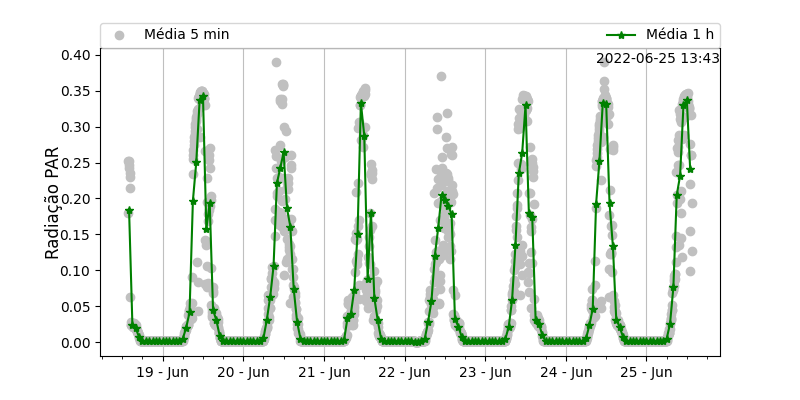 Média 5 min
Média 1 h
2022-06-25 13:43
Radiação PAR
0.40
0.35
0.30
0.25
0.20
0.15
0.10
0.05
0.00
19 - Jun
20 - Jun
21 - Jun
22 - Jun
23 - Jun
24 - Jun
25 - Jun